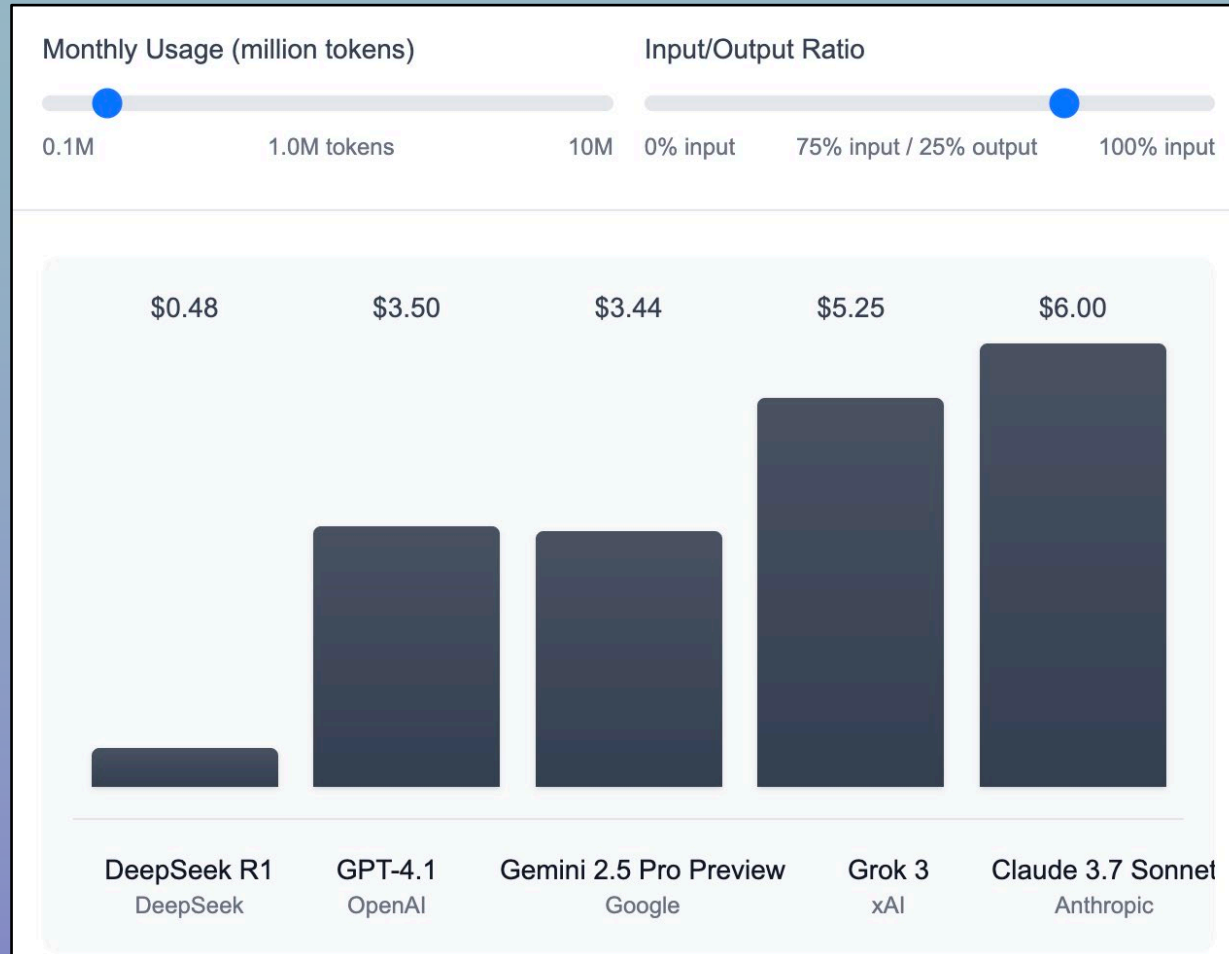 Monthly Usage (million tokens)
Input/Output Ratio
0.1M 1.0M tokens 10M
0% input 75% input / 25% output 100% input
$0.48 $3.50 $3.44 $5.25 $6.00
DeepSeek R1 GPT-4.1 Gemini 2.5 Pro Preview Grok 3 Claude 3.7 Sonnet
DeepSeek OpenAI Google xAI Anthropic